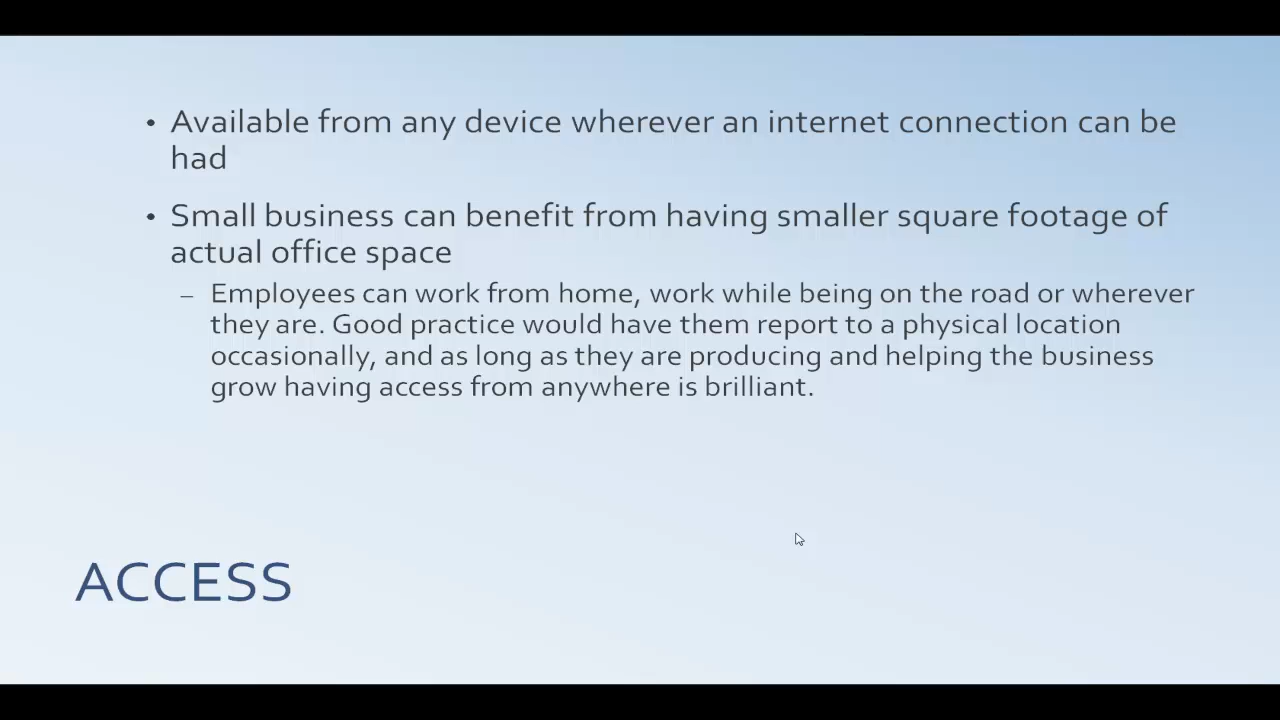 • Available from any device wherever an internet connection can be
had
• Small business can benefit from having smaller square footage of
actual office space
– Employees can work from home, work while being on the road or wherever
they are. Good practice would have them report to a physical location
occasionally, and as long as they are producing and helping the business
grow having access from anywhere is brilliant.
ACCESS